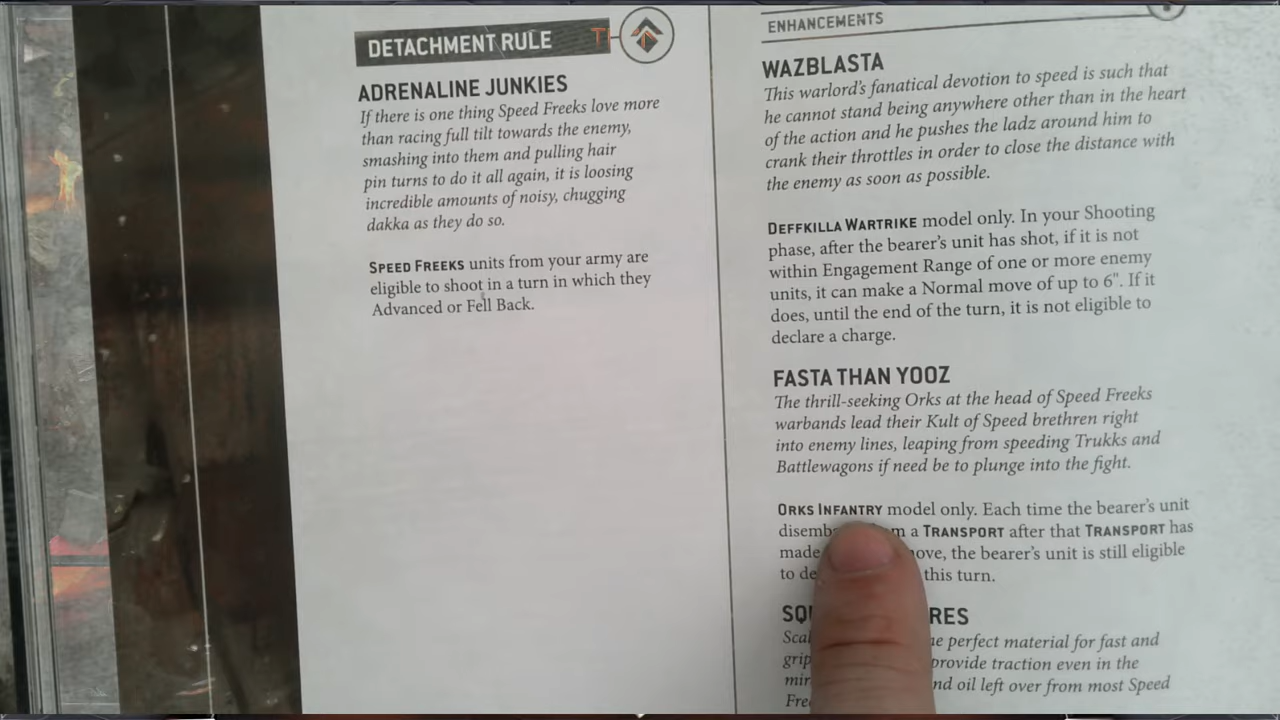 DETACHMENT RULE
ADRENALINE JUNKIES
If there is one thing Speed Freeks love more
than racing full tilt towards the enemy,
smashing into them and pulling hair
pin turns to do it all again, it is loosing
incredible amounts of noisy, chugging
dakka as they do so.
SPEED FREEKS units from your army are
eligible to shoot in a turn in which they
Advanced or Fell Back.
ENHANCEMENTS
WAZBLASTA
This warlord's fanatical devotion to speed is such that
he cannot stand being anywhere other than in the heart
of the action and he pushes the ladz around him to
crank their throttles in order to close the distance with
the enemy as soon as possible.
DEFFKILLA WARTRIKE model only. In your Shooting
phase, after the bearer's unit has shot, if it is not
within Engagement Range of one or more enemy
units, it can make a Normal move of up to 6". If it
does, until the end of the turn, it is not eligible to
declare a charge.
FASTA THAN YOOZ
The thrill-seeking Orks at the head of Speed Freeks
warbands lead their Kult of Speed brethren right
into enemy lines, leaping from speeding Trukks and
Battlewagons if need be to plunge into the fight.
ORKS INFANTRY model only. Each time the bearer's unit
a TRANSPORT after that TRANSPORT has
made the bearer's unit is still eligible
to this turn.
perfect material for fast and
provide traction even in the
oil left over from most Speed